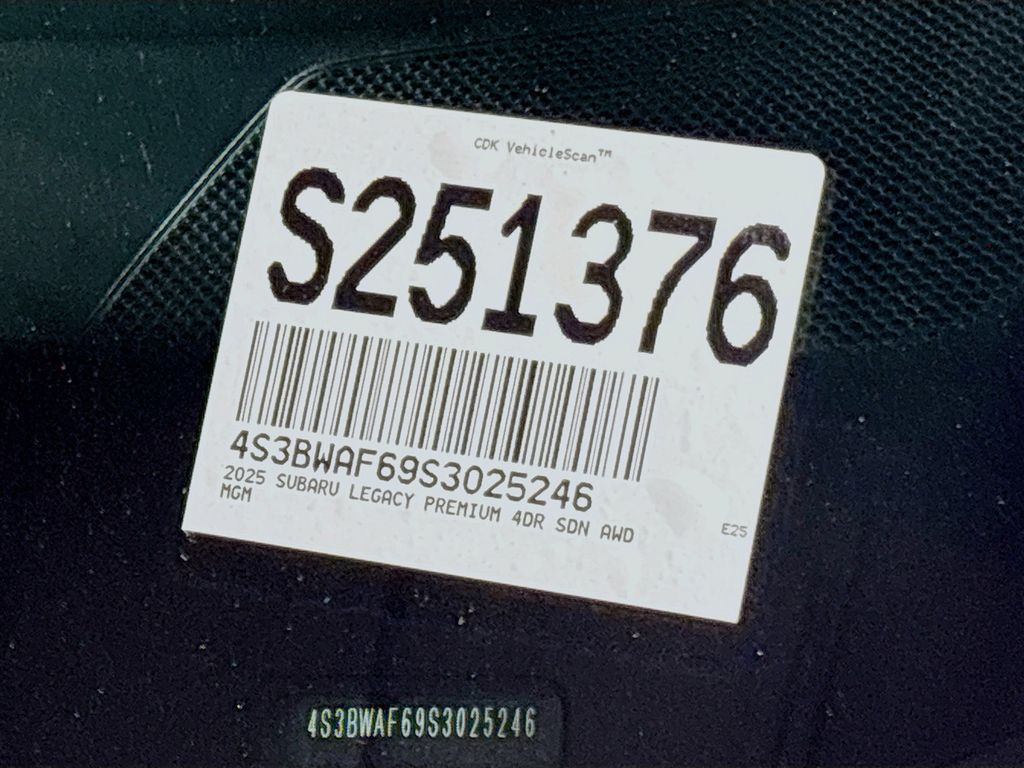 CDK VehicleScan™
S251376
4S3BWAF69S3025246
2025 SUBARU LEGACY PREMIUM 4DR SDN AWD
MGM
E25
4S3BWAF69S3025246